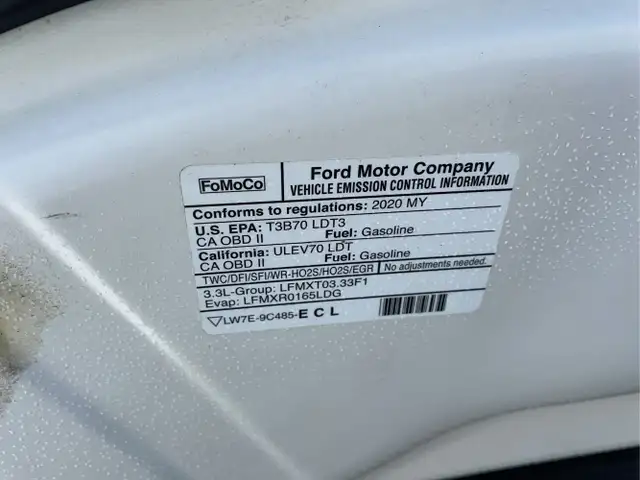 FoMoCo
Ford Motor Company
VEHICLE EMISSION CONTROL INFORMATION
Conforms to regulations: 2020 MY
U.S. EPA: T3B70 LDT3
CA OBD II Fuel: Gasoline
California: ULEV70 LDT
CA OBD II Fuel: Gasoline
TWC/DFI/SFI/WR-HO2S/HO2S/EGR No adjustments needed.
3.3L-Group: LFMXT03.33F1
Evap: LFMXR0165LDG
LW7E-9C485-E C L